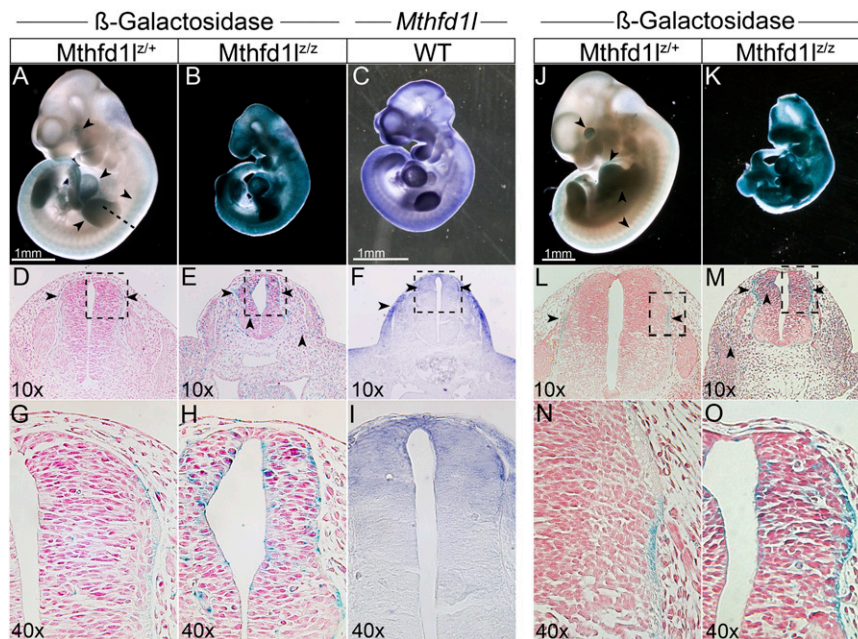 ß-Galactosidase
Mthfd1l
ß-Galactosidase
Mthfd1lz/+
Mthfd1lz/z
WT
Mthfd1lz/+
Mthfd1lz/z
A
B
C
J
K
1mm
1mm
1mm
D
E
F
L
M
10x
10x
10x
10x
10x
G
H
I
N
O
40x
40x
40x
40x
40x